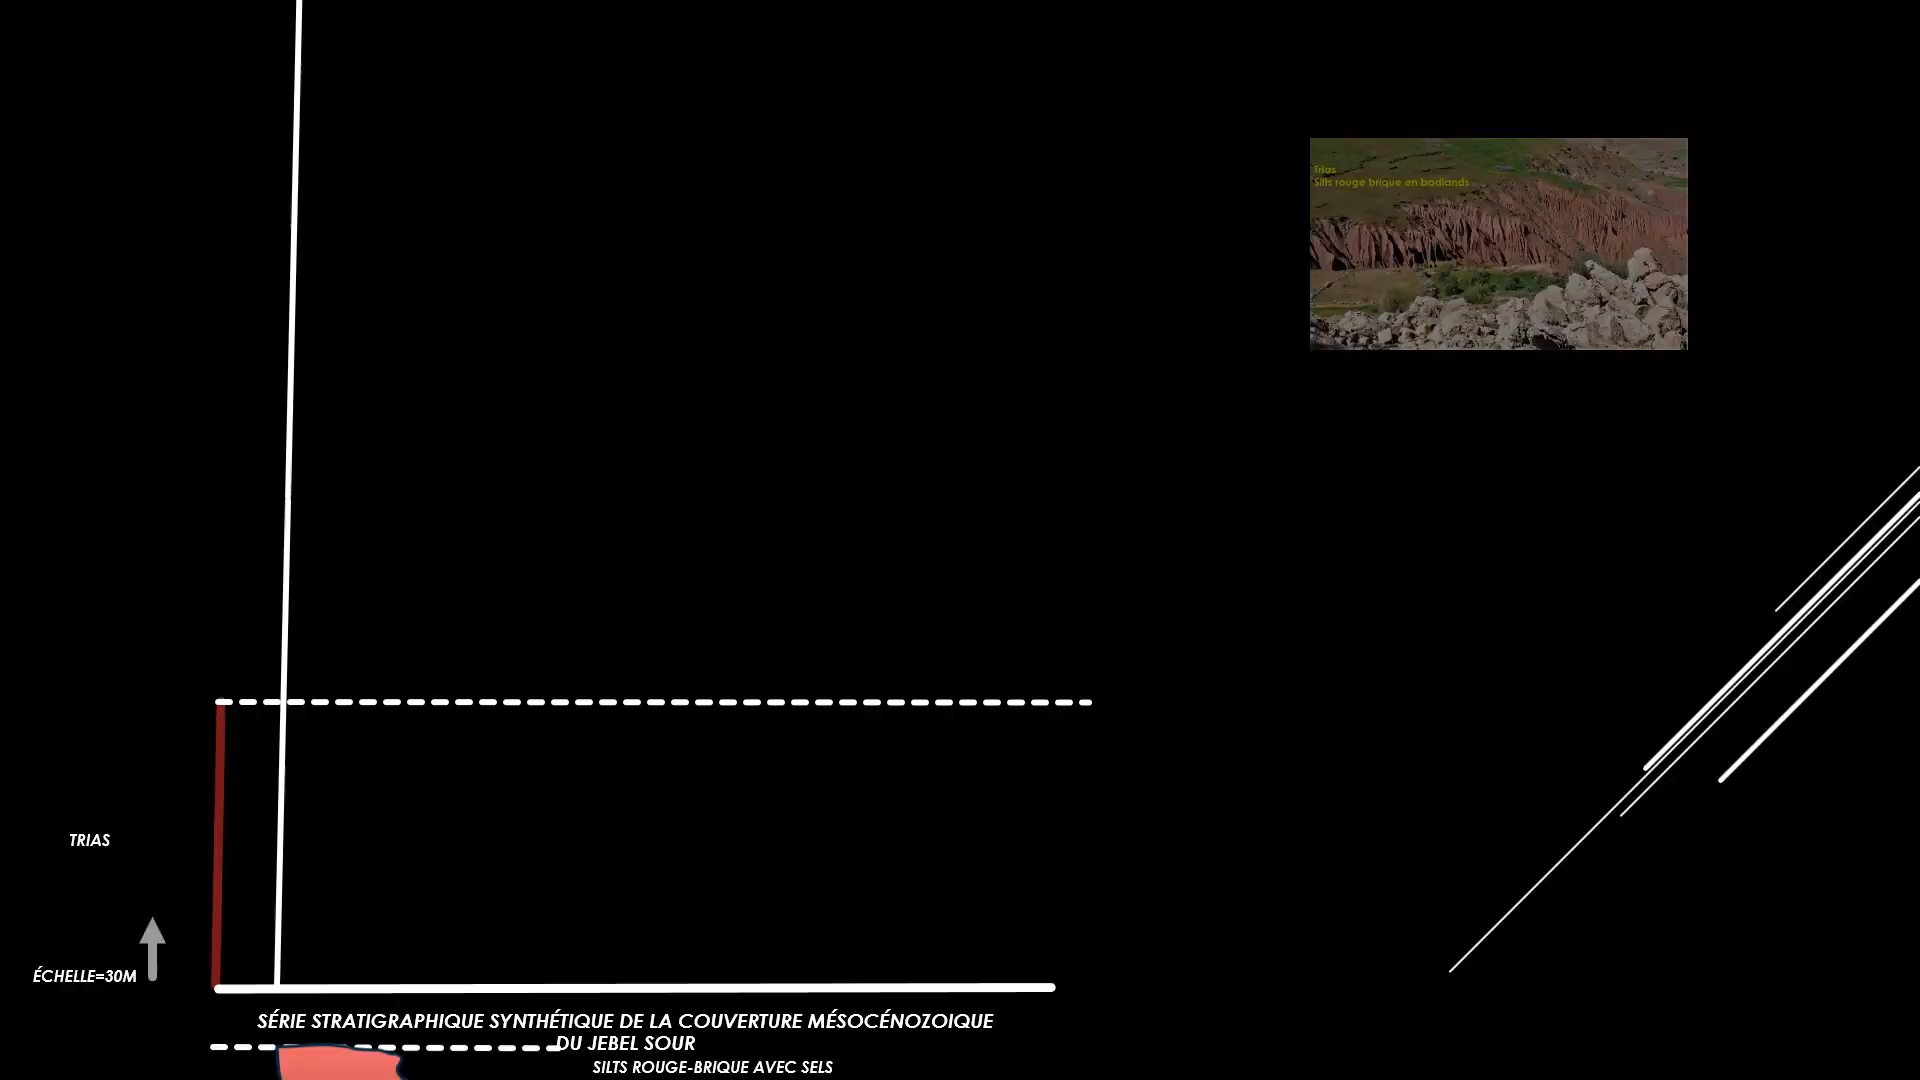 Trias
Silts rouge brique en badlands
TRIAS
ÉCHELLE=30M
SÉRIE STRATIGRAPHIQUE SYNTHÉTIQUE DE LA COUVERTURE MÉSOCÉNOZOIQUE
DU JEBEL SOUR
SILTS ROUGE-BRIQUE AVEC SELS